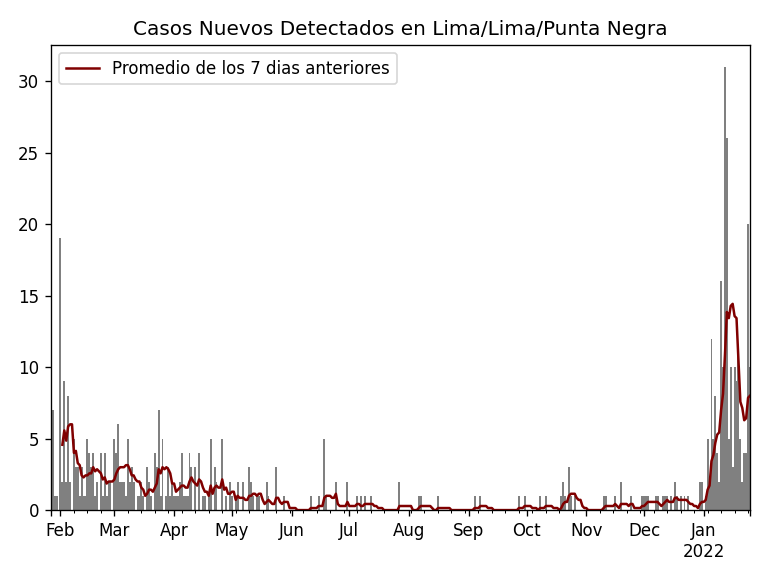 Casos Nuevos Detectados en Lima/Lima/Punta Negra
Promedio de los 7 dias anteriores
30
25
20
15
10
5
0
Feb Mar Apr May Jun Jul Aug Sep Oct Nov Dec Jan
2022